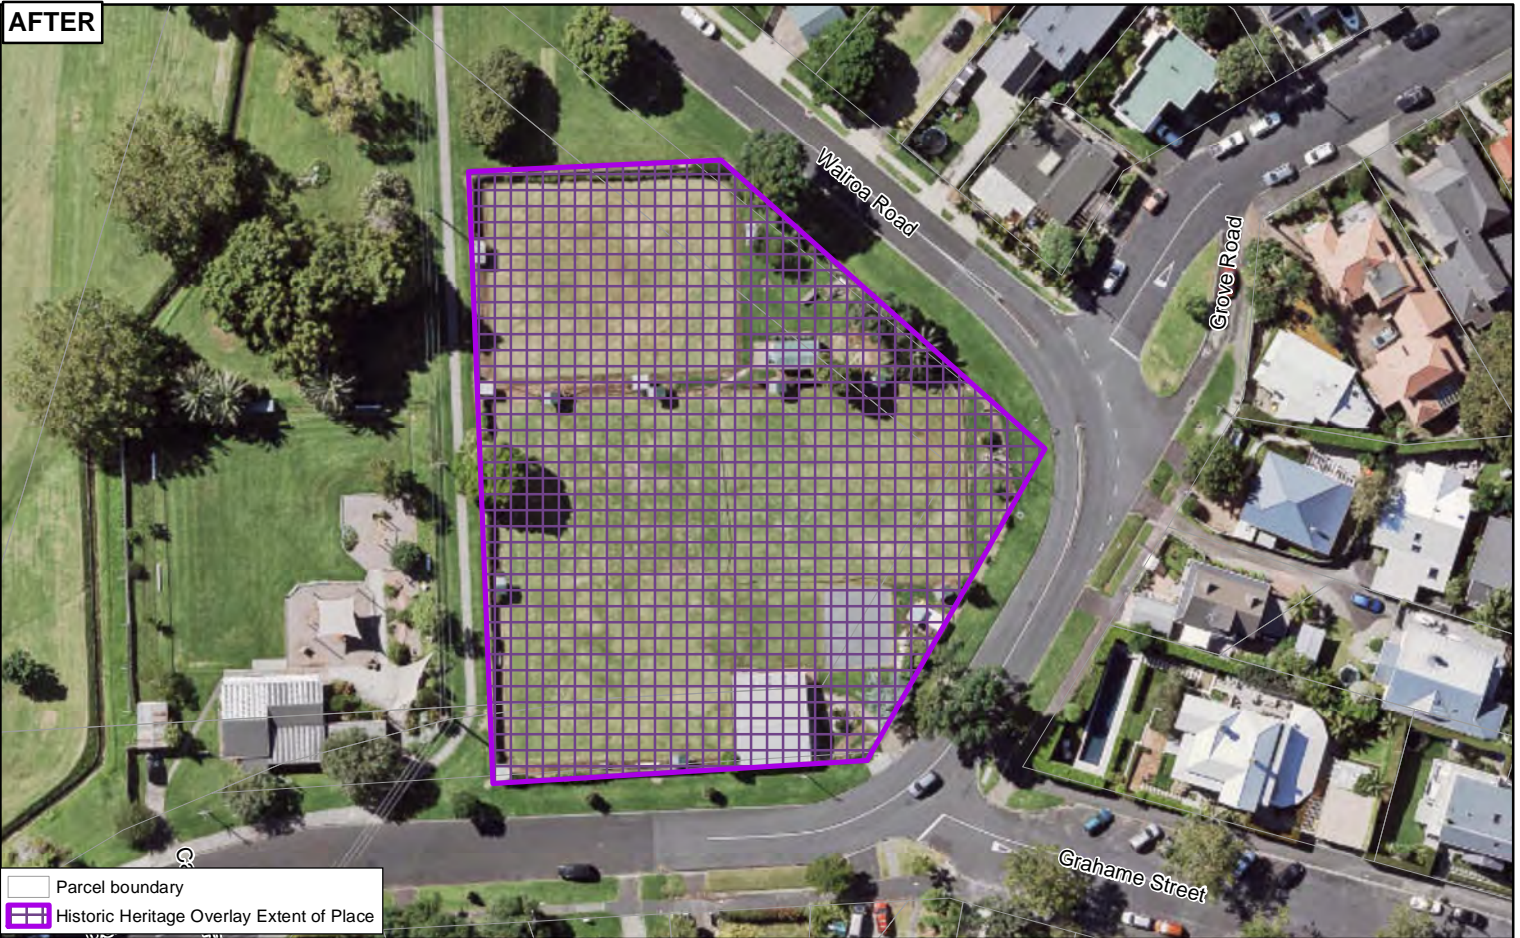 AFTER
Wairoa Road
Grove Road
Grahame Street
Parcel boundary
Historic Heritage Overlay Extent of Place